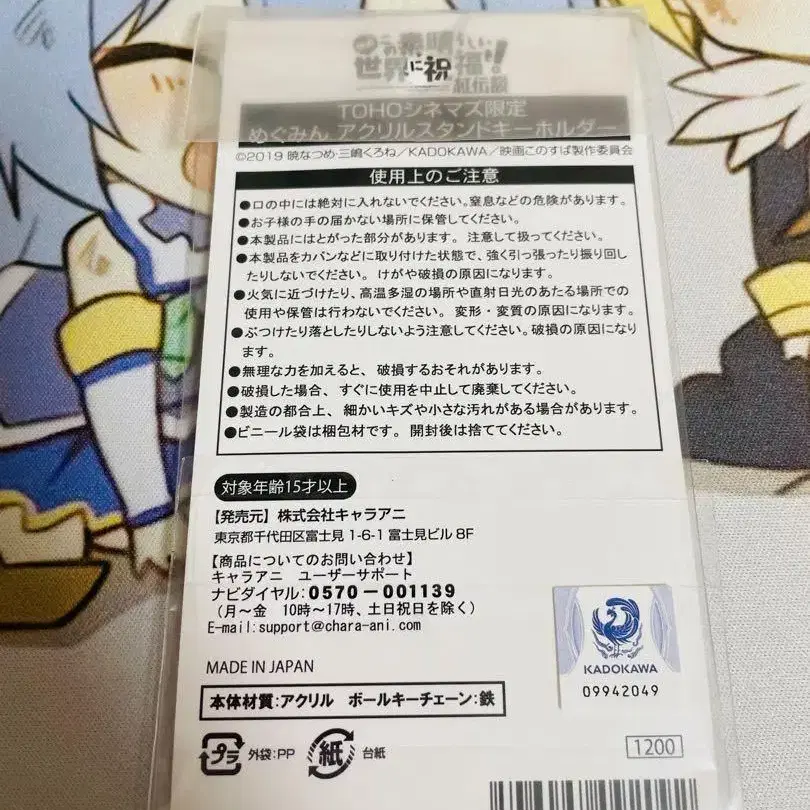 この素晴らしい
世界に祝福を!
紅伝説
TOHOシネマズ限定
めぐみん アクリルスタンドキーホルダー
©2019 暁なつめ・三嶋くろね/KADOKAWA/映画このすば製作委員会
使用上のご注意
●口の中には絶対に入れないでください。窒息などの危険があります。
●お子様の手の届かない場所に保管してください。
●本製品にはとがった部分があります。 注意して扱ってください。
●本製品をカバンなどに取り付けた状態で、強く引っ張ったり振り回し
たりしないでください。 けがや破損の原因になります。
●火気に近づけたり、高温多湿の場所や直射日光のあたる場所での
使用や保管は行わないでください。 変形・変質の原因になります。
●ぶつけたり落としたりしないよう注意してください。破損の原因になり
ます。
●無理な力を加えると、 破損するおそれがあります。
●破損した場合、 すぐに使用を中止して廃棄してください。
●製造の都合上、 細かいキズや小さな汚れがある場合があります。
●ビニール袋は梱包材です。 開封後は捨ててください。
対象年齢15才以上
【発売元】株式会社キャラアニ
東京都千代田区富士見 1-6-1 富士見ビル 8F
【商品についてのお問い合わせ】
キャラアニ ユーザーサポート
ナビダイヤル:0570-001139
(月〜金 10時〜17時、土日祝日を除く)
E-mail:support@chara-ani.com
MADE IN JAPAN
KADOKAWA
09942049
本体材質:アクリル ボールキーチェーン:鉄
プラ 外袋:PP 紙 台紙
1200